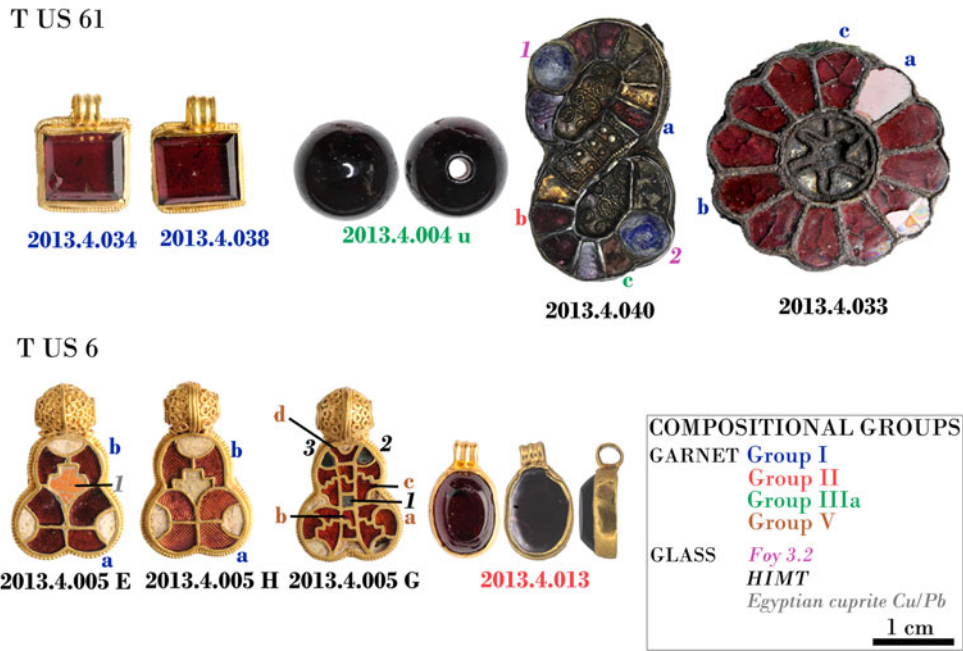 T US 61
c
1
a
a
b
b
2
c
2013.4.034
2013.4.038
2013.4.004 u
2013.4.040
2013.4.033
T US 6
d
b
b
3
2
1
c
1
b
a
a
a
2013.4.005 E
2013.4.005 H
2013.4.005 G
2013.4.013
COMPOSITIONAL GROUPS
GARNET Group I
Group II
Group IIIa
Group V
GLASS Foy 3.2
HIMT
Egyptian cuprite Cu/Pb
1 cm